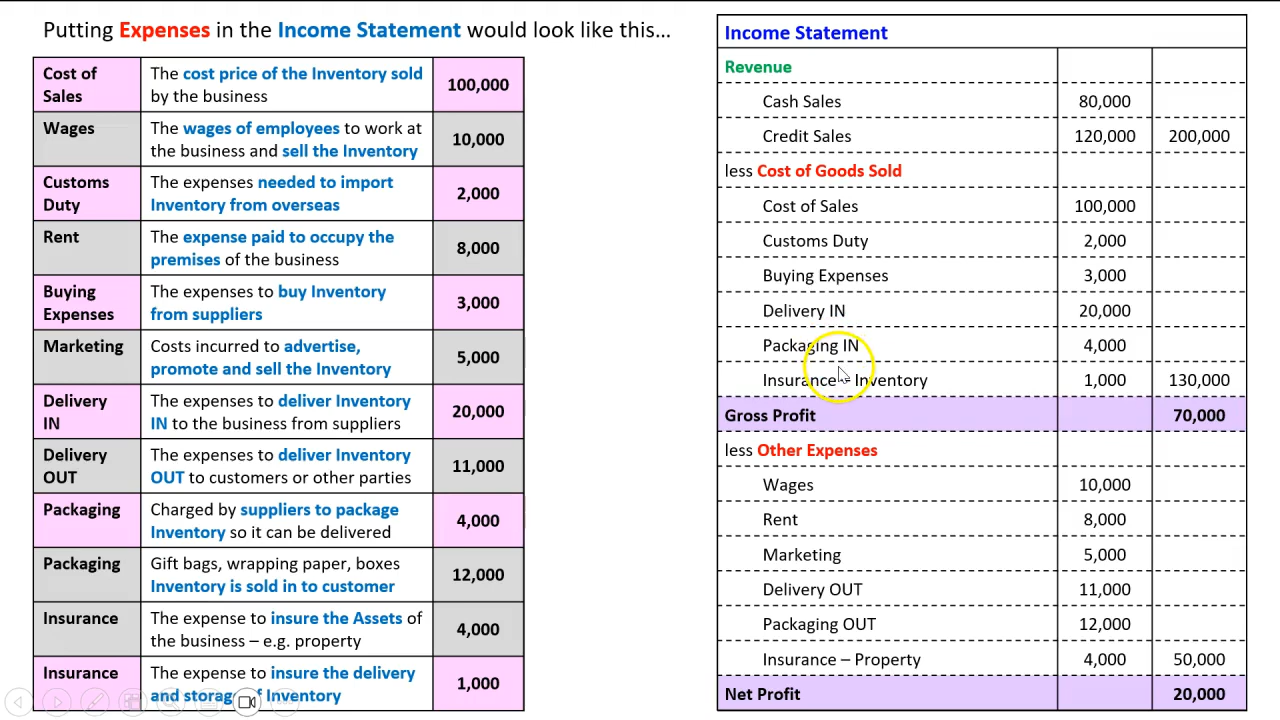 Putting Expenses in the Income Statement would look like this...
Cost of Sales
The cost price of the Inventory sold
by the business
100,000
Wages
The wages of employees to work at
the business and sell the Inventory
10,000
Customs
Duty
The expenses needed to import
Inventory from overseas
2,000
Rent
The expense paid to occupy the
premises of the business
8,000
Buying
Expenses
The expenses to buy Inventory
from suppliers
3,000
Marketing
Costs incurred to advertise,
promote and sell the Inventory
5,000
Delivery
IN
The expenses to deliver Inventory
IN to the business from suppliers
20,000
Delivery
OUT
The expenses to deliver Inventory
OUT to customers or other parties
11,000
Packaging
Charged by suppliers to package
Inventory so it can be delivered
4,000
Packaging
Gift bags, wrapping paper, boxes
Inventory is sold in to customer
12,000
Insurance
The expense to insure the Assets of
the business – e.g. property
4,000
Insurance
The expense to insure the delivery
and storage of Inventory
1,000
Income Statement
Revenue
Cash Sales 80,000
Credit Sales 120,000 200,000
less Cost of Goods Sold
Cost of Sales 100,000
Customs Duty 2,000
Buying Expenses 3,000
Delivery IN 20,000
Packaging IN 4,000
Insurance – Inventory 1,000 130,000
Gross Profit 70,000
less Other Expenses
Wages 10,000
Rent 8,000
Marketing 5,000
Delivery OUT 11,000
Packaging OUT 12,000
Insurance – Property 4,000 50,000
Net Profit 20,000